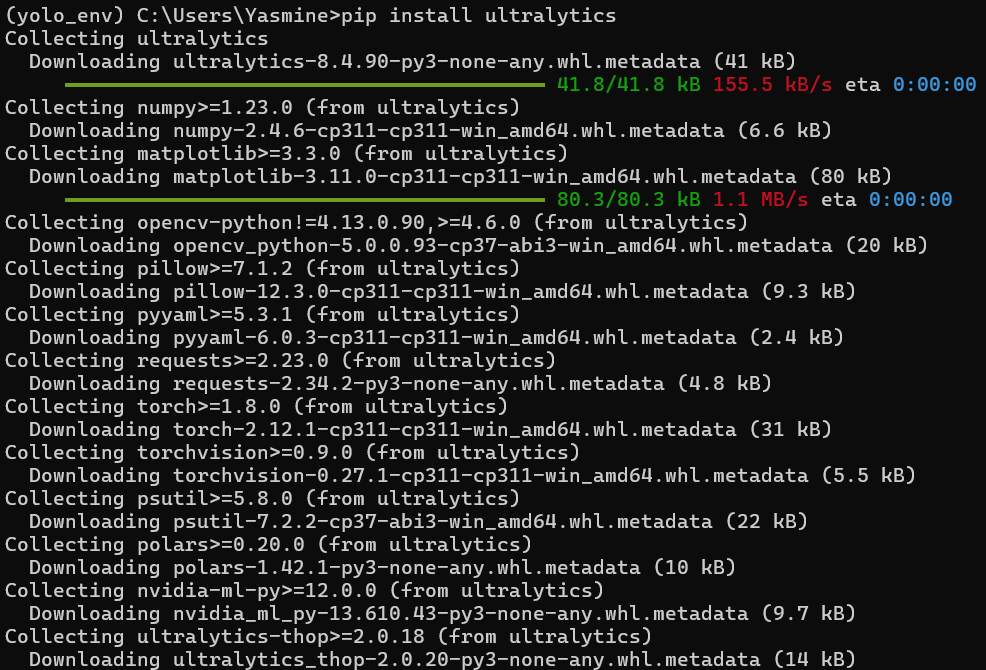 (yolo_env) C:\Users\Yasmine>pip install ultralytics
Collecting ultralytics
  Downloading ultralytics-8.4.90-py3-none-any.whl.metadata (41 kB)
     41.8/41.8 kB 155.5 kB/s eta 0:00:00
Collecting numpy>=1.23.0 (from ultralytics)
  Downloading numpy-2.4.6-cp311-cp311-win_amd64.whl.metadata (6.6 kB)
Collecting matplotlib>=3.3.0 (from ultralytics)
  Downloading matplotlib-3.11.0-cp311-cp311-win_amd64.whl.metadata (80 kB)
     80.3/80.3 kB 1.1 MB/s eta 0:00:00
Collecting opencv-python!=4.13.0.90,>=4.6.0 (from ultralytics)
  Downloading opencv_python-5.0.0.93-cp37-abi3-win_amd64.whl.metadata (20 kB)
Collecting pillow>=7.1.2 (from ultralytics)
  Downloading pillow-12.3.0-cp311-cp311-win_amd64.whl.metadata (9.3 kB)
Collecting pyyaml>=5.3.1 (from ultralytics)
  Downloading pyyaml-6.0.3-cp311-cp311-win_amd64.whl.metadata (2.4 kB)
Collecting requests>=2.23.0 (from ultralytics)
  Downloading requests-2.34.2-py3-none-any.whl.metadata (4.8 kB)
Collecting torch>=1.8.0 (from ultralytics)
  Downloading torch-2.12.1-cp311-cp311-win_amd64.whl.metadata (31 kB)
Collecting torchvision>=0.9.0 (from ultralytics)
  Downloading torchvision-0.27.1-cp311-cp311-win_amd64.whl.metadata (5.5 kB)
Collecting psutil>=5.8.0 (from ultralytics)
  Downloading psutil-7.2.2-cp37-abi3-win_amd64.whl.metadata (22 kB)
Collecting polars>=0.20.0 (from ultralytics)
  Downloading polars-1.42.1-py3-none-any.whl.metadata (10 kB)
Collecting nvidia-ml-py>=12.0.0 (from ultralytics)
  Downloading nvidia_ml_py-13.610.43-py3-none-any.whl.metadata (9.7 kB)
Collecting ultralytics-thop>=2.0.18 (from ultralytics)
  Downloading ultralytics_thop-2.0.20-py3-none-any.whl.metadata (14 kB)